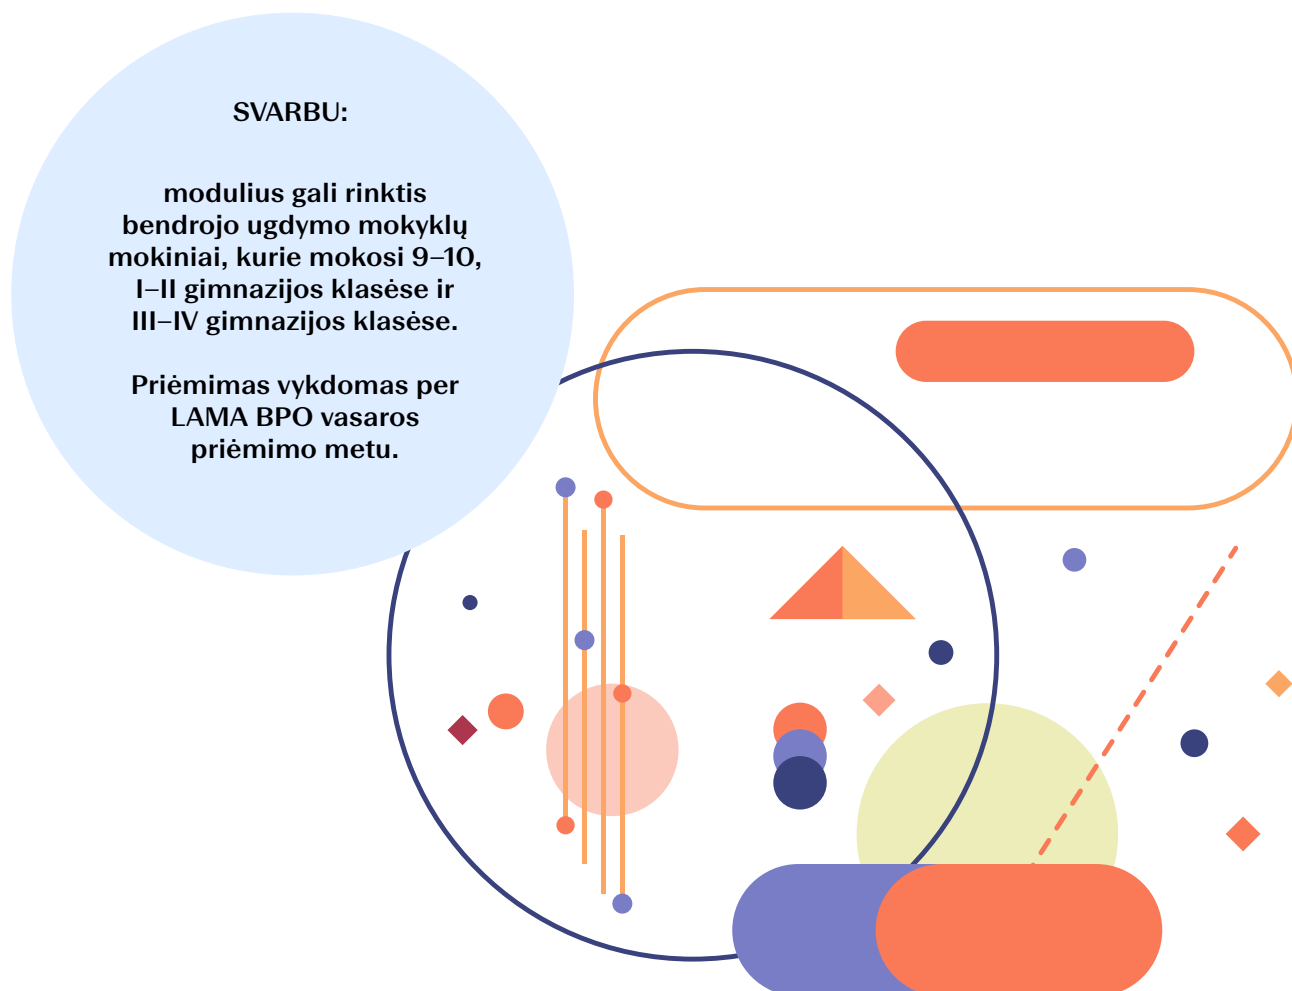 SVARBU:
modulius gali rinktis
bendrojo ugdymo mokyklų
mokiniai, kurie mokosi 9–10,
I–II gimnazijos klasėse ir
III–IV gimnazijos klasėse.
Priėmimas vykdomas per
LAMA BPO vasaros
priėmimo metu.